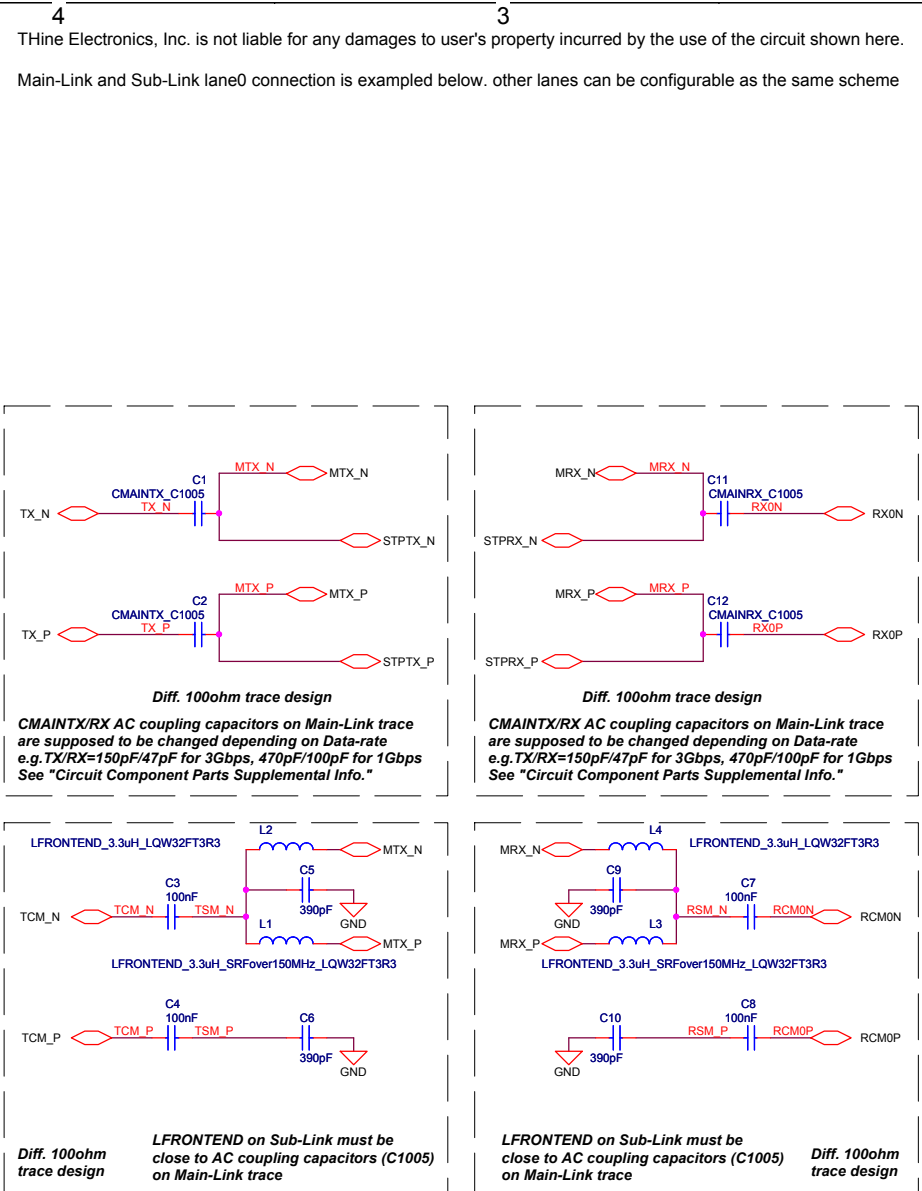 4
3
THine Electronics, Inc. is not liable for any damages to user's property incurred by the use of the circuit shown here.
Main-Link and Sub-Link lane0 connection is exampled below. other lanes can be configurable as the same scheme
C1
CMAINTX_C1005
TX_N
TX_N
MTX_N
MTX_N
STPTX_N
C2
CMAINTX_C1005
TX_P
TX_P
MTX_P
MTX_P
STPTX_P
Diff. 100ohm trace design
CMAINTX/RX AC coupling capacitors on Main-Link trace
are supposed to be changed depending on Data-rate
e.g.TX/RX=150pF/47pF for 3Gbps, 470pF/100pF for 1Gbps
See "Circuit Component Parts Supplemental Info."
MRX_N
MRX_N
C11
CMAINRX_C1005
RX0N
RX0N
STPRX_N
MRX_P
MRX_P
C12
CMAINRX_C1005
RX0P
RX0P
STPRX_P
Diff. 100ohm trace design
CMAINTX/RX AC coupling capacitors on Main-Link trace
are supposed to be changed depending on Data-rate
e.g.TX/RX=150pF/47pF for 3Gbps, 470pF/100pF for 1Gbps
See "Circuit Component Parts Supplemental Info."
L2
LFRONTEND_3.3uH_LQW32FT3R3
MTX_N
C3
100nF
C5
390pF
GND
TCM_N
TCM_N
TSM_N
L1
MTX_P
LFRONTEND_3.3uH_SRFover150MHz_LQW32FT3R3
C4
100nF
C6
390pF
GND
TCM_P
TCM_P
TSM_P
Diff. 100ohm
trace design
LFRONTEND on Sub-Link must be
close to AC coupling capacitors (C1005)
on Main-Link trace
L4
LFRONTEND_3.3uH_LQW32FT3R3
MRX_N
C9
390pF
GND
C7
100nF
RSM_N
RCM0N
RCM0N
L3
MRX_P
LFRONTEND_3.3uH_SRFover150MHz_LQW32FT3R3
C10
390pF
GND
C8
100nF
RSM_P
RCM0P
RCM0P
LFRONTEND on Sub-Link must be
close to AC coupling capacitors (C1005)
on Main-Link trace
Diff. 100ohm
trace design